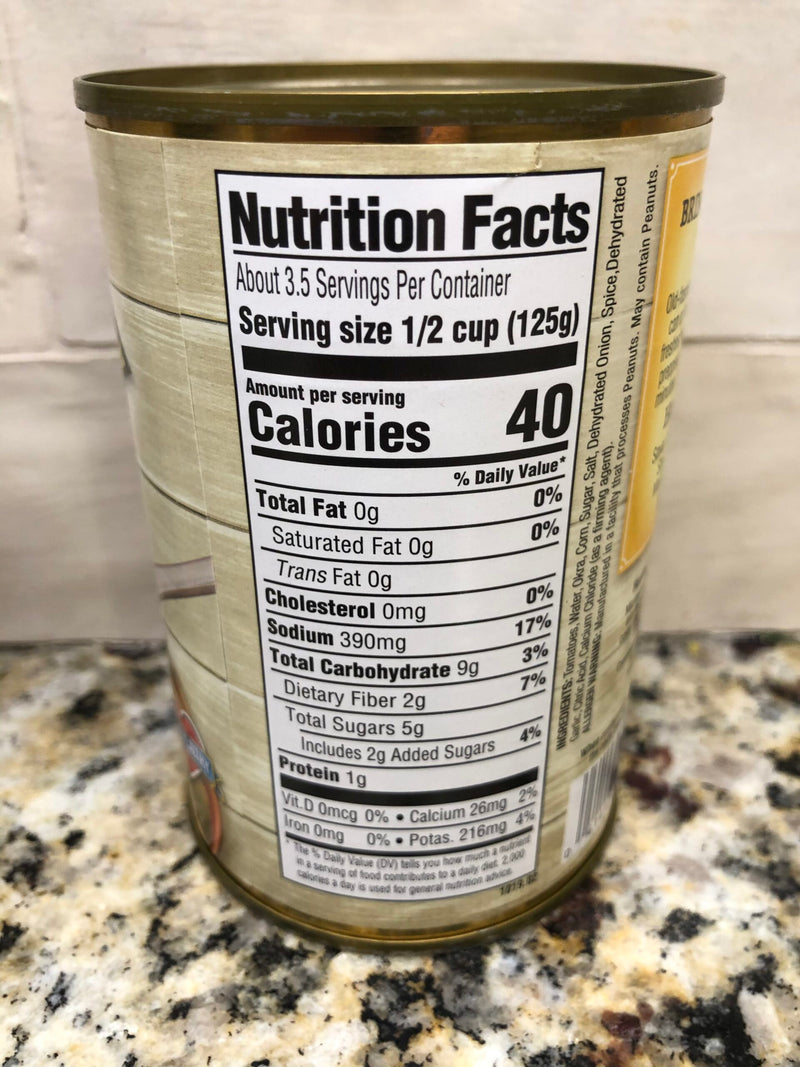 Nutrition Facts
About 3.5 Servings Per Container
Serving size 1/2 cup (125g)
Amount per serving
Calories 40
% Daily Value*
Total Fat 0g 0%
Saturated Fat 0g 0%
Trans Fat 0g
Cholesterol 0mg 0%
Sodium 390mg 17%
Total Carbohydrate 9g 3%
Dietary Fiber 2g 7%
Total Sugars 5g
Includes 2g Added Sugars 4%
Protein 1g
Vit.D 0mcg 0% • Calcium 26mg 2%
Iron 0mg 0% • Potas. 216mg 4%
* The % Daily Value (DV) tells you how much a nutrient
in a serving of food contributes to a daily diet. 2,000
calories a day is used for general nutrition advice.
INGREDIENTS: Tomatoes, Water, Okra, Corn, Sugar, Salt, Dehydrated Onion, Spice, Dehydrated
Garlic, Citric Acid, Calcium Chloride (as a firming agent).
ALLERGEN WARNING: Manufactured in a facility that processes Peanuts. May contain Peanuts.